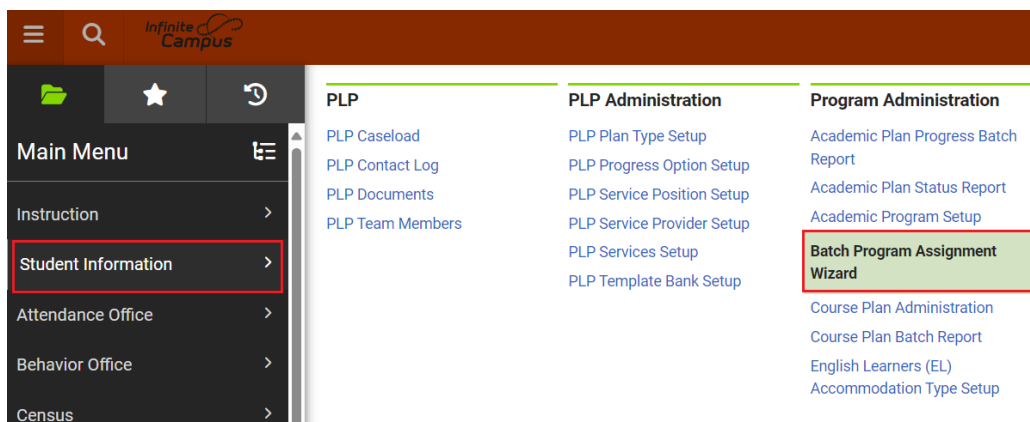 Infinite
Campus
Main Menu
Instruction
Student Information
Attendance Office
Behavior Office
Census
PLP
PLP Caseload
PLP Contact Log
PLP Documents
PLP Team Members
PLP Administration
PLP Plan Type Setup
PLP Progress Option Setup
PLP Service Position Setup
PLP Service Provider Setup
PLP Services Setup
PLP Template Bank Setup
Program Administration
Academic Plan Progress Batch
Report
Academic Plan Status Report
Academic Program Setup
Batch Program Assignment
Wizard
Course Plan Administration
Course Plan Batch Report
English Learners (EL)
Accommodation Type Setup